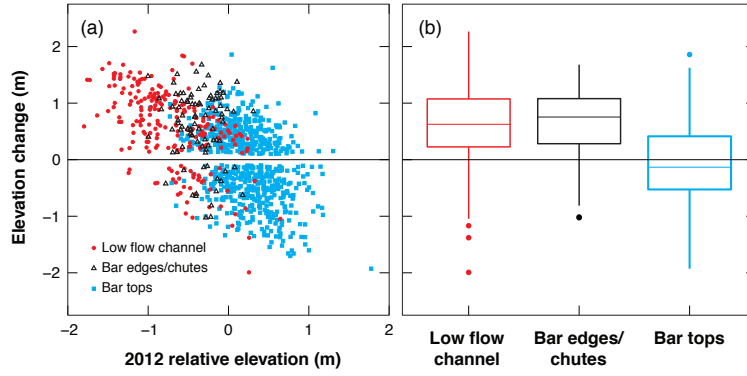 (a)
(b)
Elevation change (m)
2
1
0
−1
−2
Low flow channel
Bar edges/chutes
Bar tops
−2
−1
0
1
2
2012 relative elevation (m)
Low flow
channel
Bar edges/
chutes
Bar tops